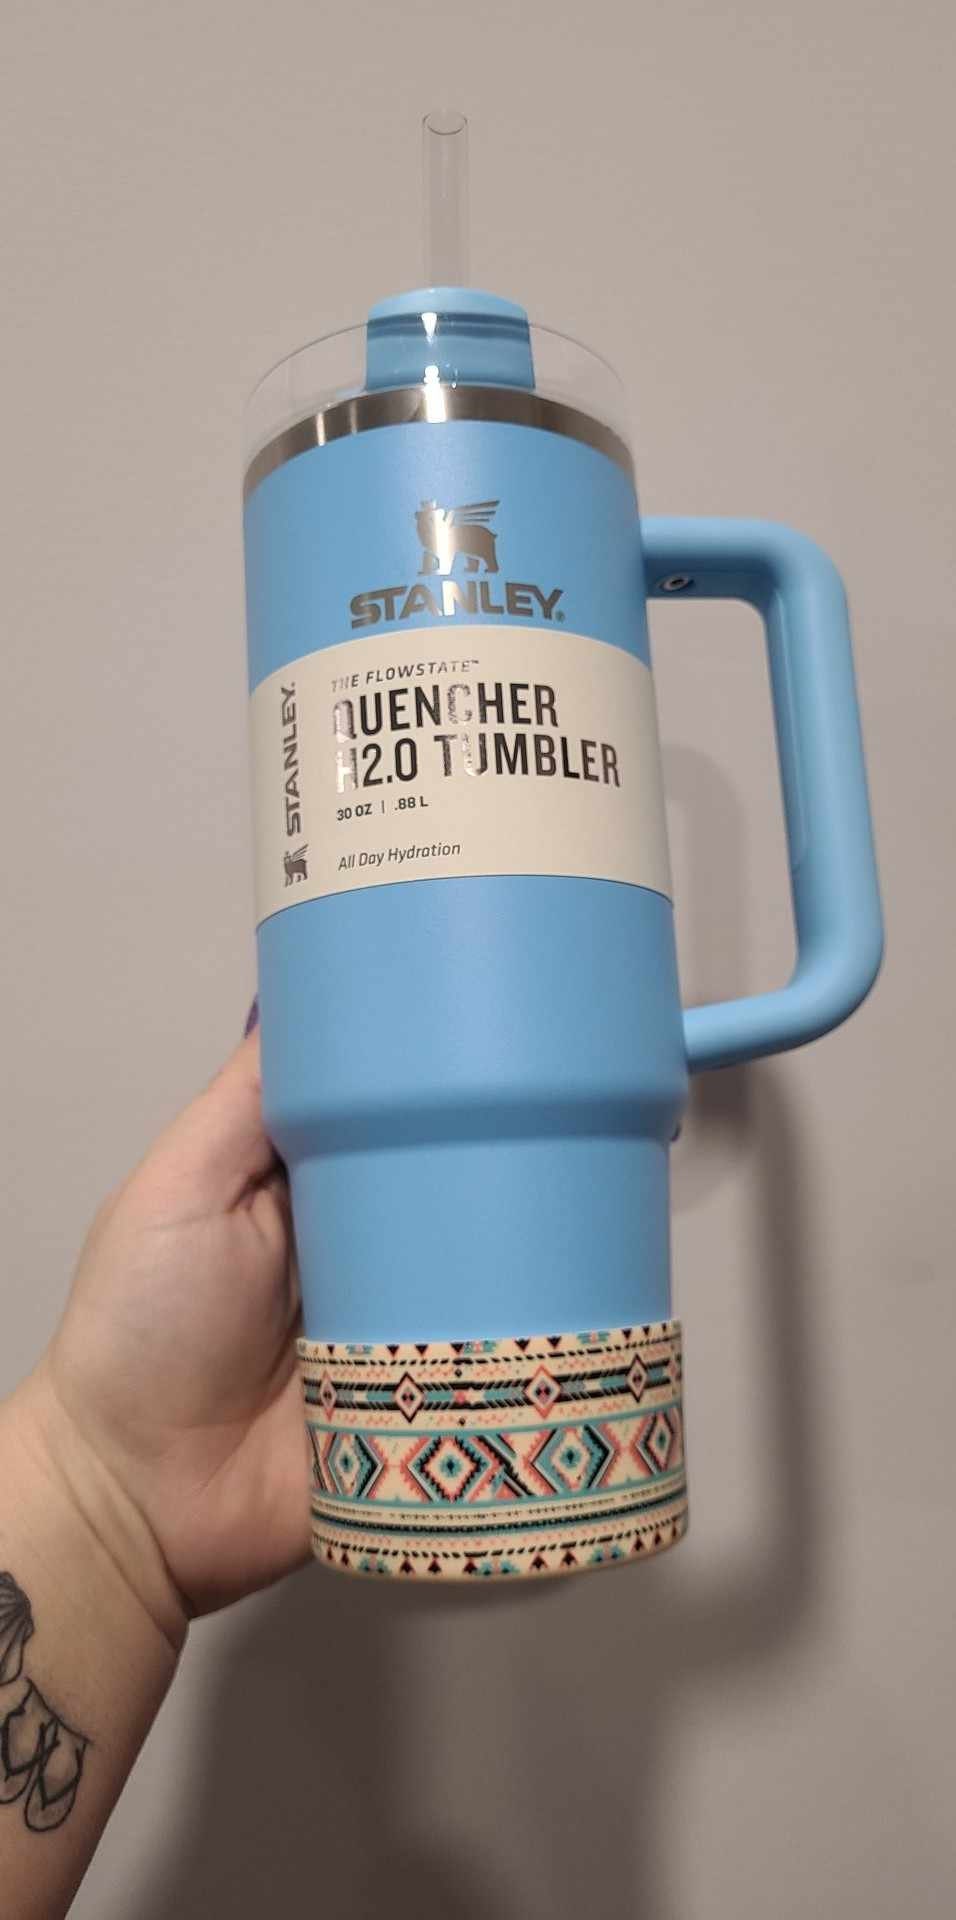 STANLEY®
THE FLOWSTATE™
QUENCHER
H2.0 TUMBLER
30 OZ | .88 L
All Day Hydration
STANLEY.